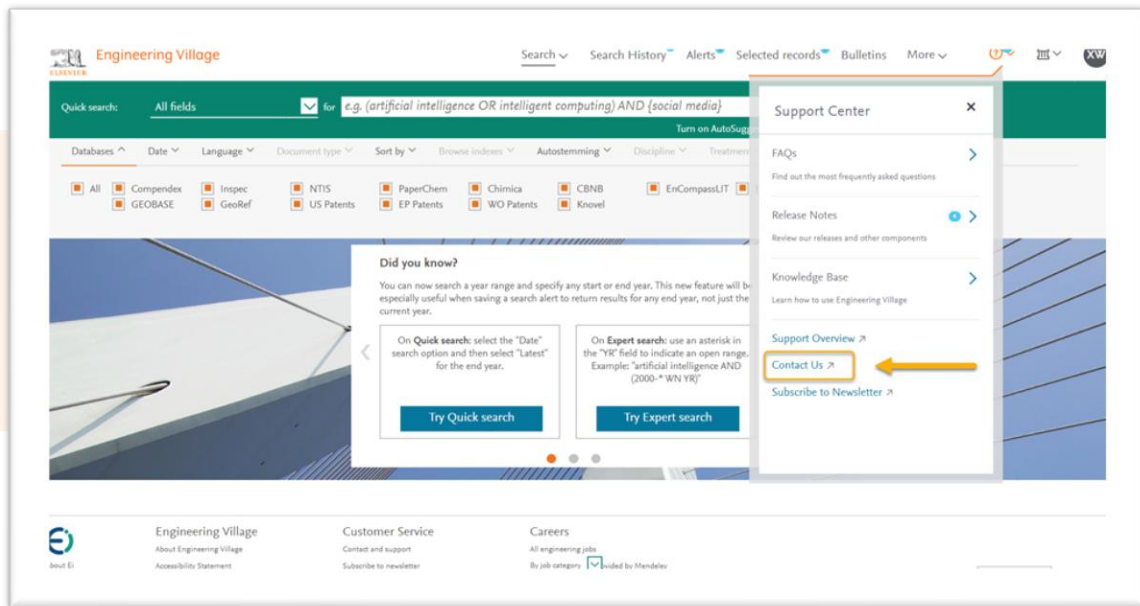 ELSEVIER
Engineering Village
Search
Search History
Alerts
Selected records
Bulletins
More
XW
Quick search:
All fields
for
e.g. (artificial intelligence OR intelligent computing) AND {social media}
Turn on AutoSugg
Databases
Date
Language
Document type
Sort by
Browse indexes
Autostemming
Discipline
Treatmen
All
Compendex
Inspec
NTIS
PaperChem
Chimica
CBNB
EnCompassLIT
GEOBASE
GeoRef
US Patents
EP Patents
WO Patents
Knovel
Did you know?
You can now search a year range and specify any start or end year. This new feature will b
especially useful when saving a search alert to return results for any end year, not just the
current year.
On Quick search: select the "Date"
search option and then select "Latest"
for the end year.
Try Quick search
On Expert search: use an asterisk in
the "YR" field to indicate an open range.
Example: "artificial intelligence AND
(2000-* WN YR)"
Try Expert search
Support Center
FAQs
Find out the most frequently asked questions
Release Notes
Review our releases and other components
Knowledge Base
Learn how to use Engineering Village
Support Overview
Contact Us
Subscribe to Newsletter
bout Ei
Engineering Village
About Engineering Village
Accessibility Statement
Customer Service
Contact and support
Subscribe to newsletter
Careers
All engineering jobs
By job category
vided by Mendeley